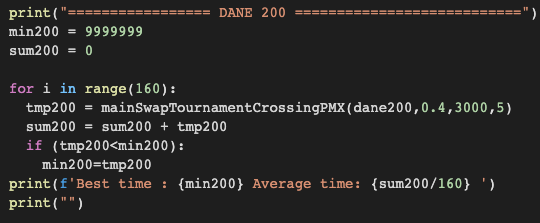 print("================= DANE 200 ===========================")
min200 = 9999999
sum200 = 0

for i in range(160):
  tmp200 = mainSwapTournamentCrossingPMX(dane200,0.4,3000,5)
  sum200 = sum200 + tmp200
  if (tmp200<min200):
    min200=tmp200
print(f'Best time : {min200} Average time: {sum200/160} ')
print("")